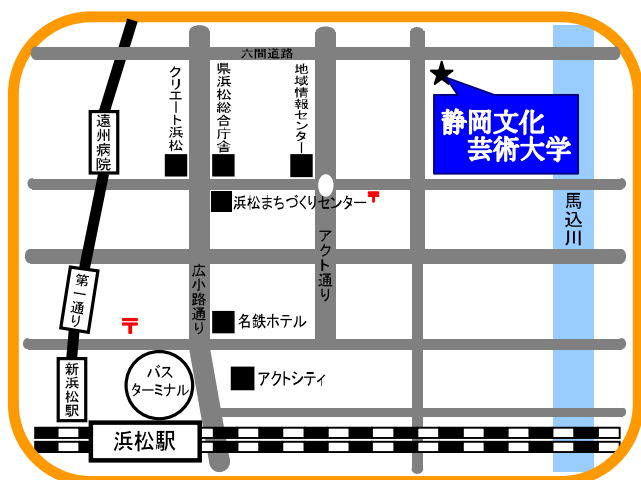 六間道路
クリエート浜松
県浜松総合庁舎
地域情報センター
静岡文化
芸術大学
遠州病院
浜松まちづくりセンター
〒
馬込川
アクト通り
広小路通り
第一通り
〒
名鉄ホテル
新浜松駅
バス
ターミナル
アクトシティ
浜松駅